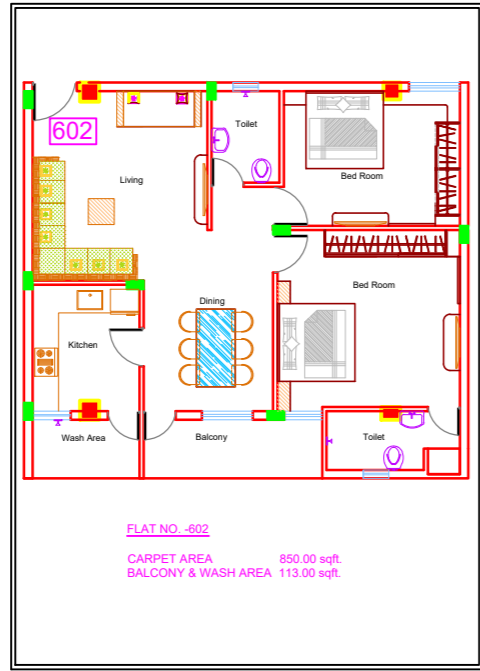 602
Toilet
Living
Bed Room
Bed Room
Dining
Kitchen
Wash Area
Balcony
Toilet
FLAT NO. -602
CARPET AREA 850.00 sqft.
BALCONY & WASH AREA 113.00 sqft.